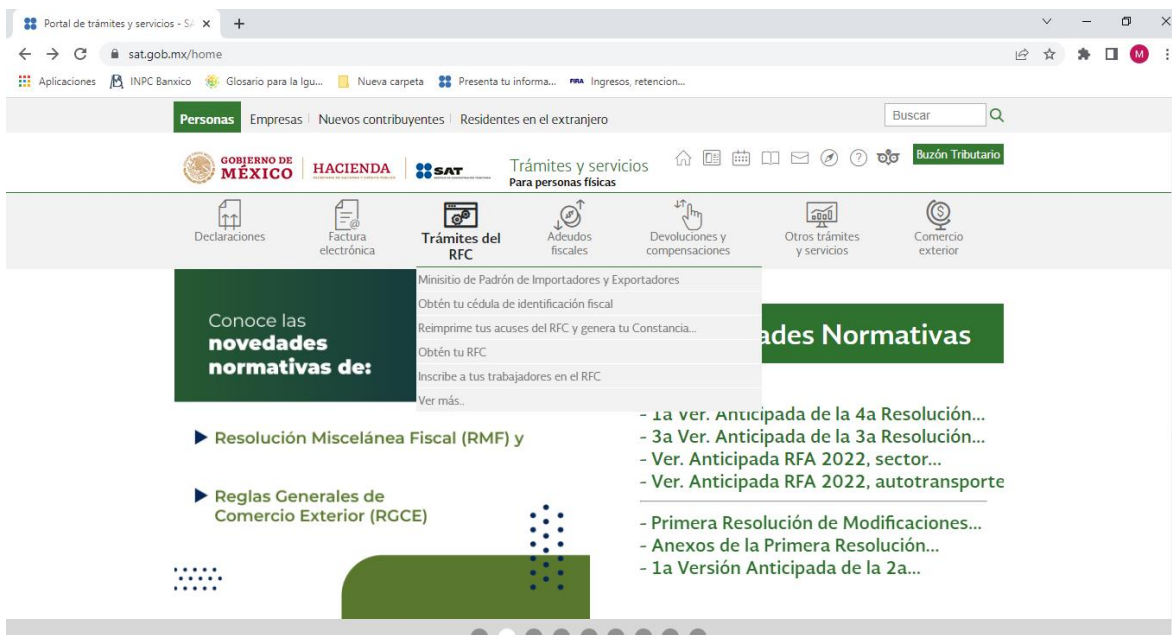 Portal de trámites y servicios - SA
sat.gob.mx/home
Aplicaciones INPC Banxico Glosario para la Igu... Nueva carpeta Presenta tu informa... FIRA Ingresos, retencion...
M
Personas Empresas Nuevos contribuyentes Residentes en el extranjero Buscar
GOBIERNO DE
MÉXICO
HACIENDA
SAT
Trámites y servicios
Para personas físicas
Buzón Tributario
Declaraciones
Factura
electrónica
Trámites del
RFC
Adeudos
fiscales
Devoluciones y
compensaciones
Otros trámites
y servicios
Comercio
exterior
Minisitio de Padrón de Importadores y Exportadores
Obtén tu cédula de identificación fiscal
Reimprime tus acuses del RFC y genera tu Constancia...
Obtén tu RFC
Inscribe a tus trabajadores en el RFC
Ver más..
Conoce las
novedades
normativas de:
Resolución Miscelánea Fiscal (RMF) y
Reglas Generales de
Comercio Exterior (RGCE)
ades Normativas
- 1a Ver. Anticipada de la 4a Resolución...
- 3a Ver. Anticipada de la 3a Resolución...
- Ver. Anticipada RFA 2022, sector...
- Ver. Anticipada RFA 2022, autotransporte
- Primera Resolución de Modificaciones...
- Anexos de la Primera Resolución...
- 1a Versión Anticipada de la 2a...